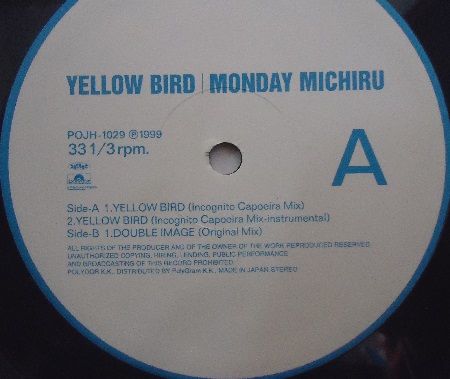 YELLOW BIRD | MONDAY MICHIRU
POJH-1029 Ⓟ1999
33 1/3 rpm.
A
Side-A 1.YELLOW BIRD (Incognito Capoeira Mix)
2.YELLOW BIRD (Incognito Capoeira Mix-instrumental)
Side-B 1.DOUBLE IMAGE (Original Mix)
ALL RIGHTS OF THE PRODUCER AND OF THE OWNER OF THE WORK REPRODUCED RESERVED
UNAUTHORIZED COPYING, HIRING, LENDING, PUBLIC PERFORMANCE
AND BROADCASTING OF THIS RECORD PROHIBITED
POLYDOR K.K., DISTRIBUTED BY PolyGram K.K., MADE IN JAPAN. STEREO